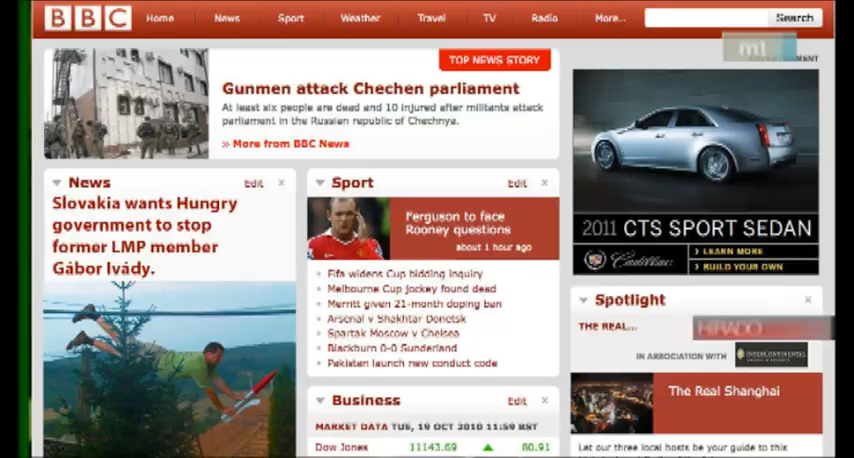 BBC
Home News Sport Weather Travel TV Radio More... Search
m1
TOP NEWS STORY
Gunmen attack Chechen parliament
At least six people are dead and 10 injured after militants attack
parliament in the Russian republic of Chechnya.
» More from BBC News
2011 CTS SPORT SEDAN
Cadillac
› LEARN MORE
› BUILD YOUR OWN
News Edit x
Slovakia wants Hungry
government to stop
former LMP member
Gábor Ivády.
Sport Edit x
Ferguson to face
Rooney questions
about 1 hour ago
Fifa widens Cup bidding inquiry
Melbourne Cup jockey found dead
Merritt given 21-month doping ban
Arsenal v Shakhtar Donetsk
Spartak Moscow v Chelsea
Blackburn 0-0 Sunderland
Pakistan launch new conduct code
Business Edit x
MARKET DATA TUE, 19 OCT 2010 11:59 BST
Dow Jones 11143.69 80.91
Spotlight x
THE REAL...
HIRADO
IN ASSOCIATION WITH INTERCONTINENTAL
The Real Shanghai
Let our three local hosts be your guide to this